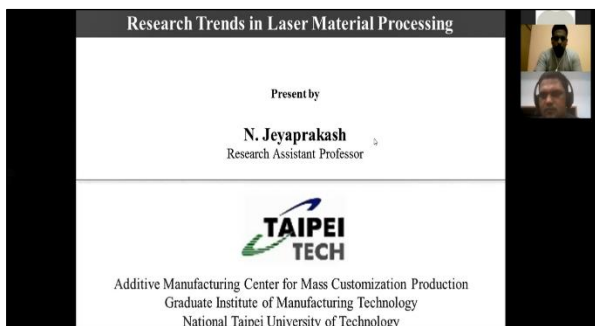 Research Trends in Laser Material Processing
Present by
N. Jeyaprakash
Research Assistant Professor
TAIPEI
TECH
Additive Manufacturing Center for Mass Customization Production
Graduate Institute of Manufacturing Technology
National Taipei University of Technology